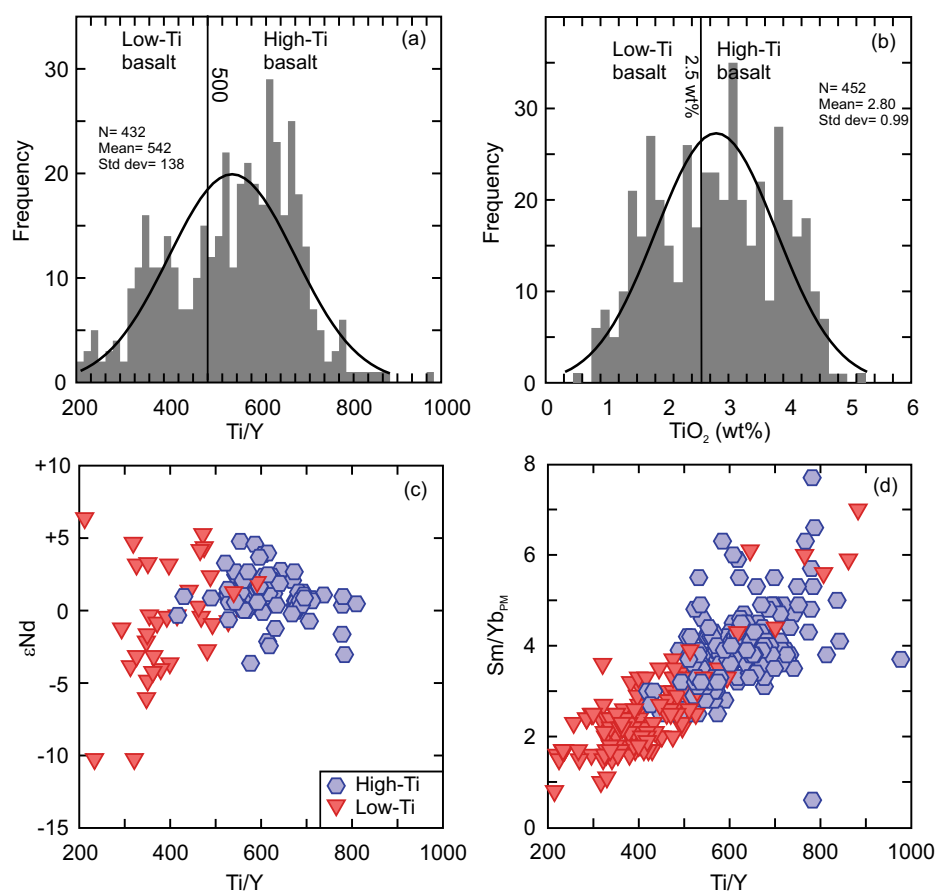 Low-Ti
basalt
High-Ti
basalt
(a)
500
N= 432
Mean= 542
Std dev= 138
Frequency
30
20
10
0
200 400 600 800 1000
Ti/Y
Low-Ti
basalt
High-Ti
basalt
(b)
2.5 wt%
N= 452
Mean= 2.80
Std dev= 0.99
Frequency
30
20
10
0
0 1 2 3 4 5 6
TiO₂ (wt%)
(c)
εNd
+10
+5
0
-5
-10
-15
High-Ti
Low-Ti
200 400 600 800 1000
Ti/Y
(d)
Sm/Yb_PM
8
6
4
2
0
200 400 600 800 1000
Ti/Y